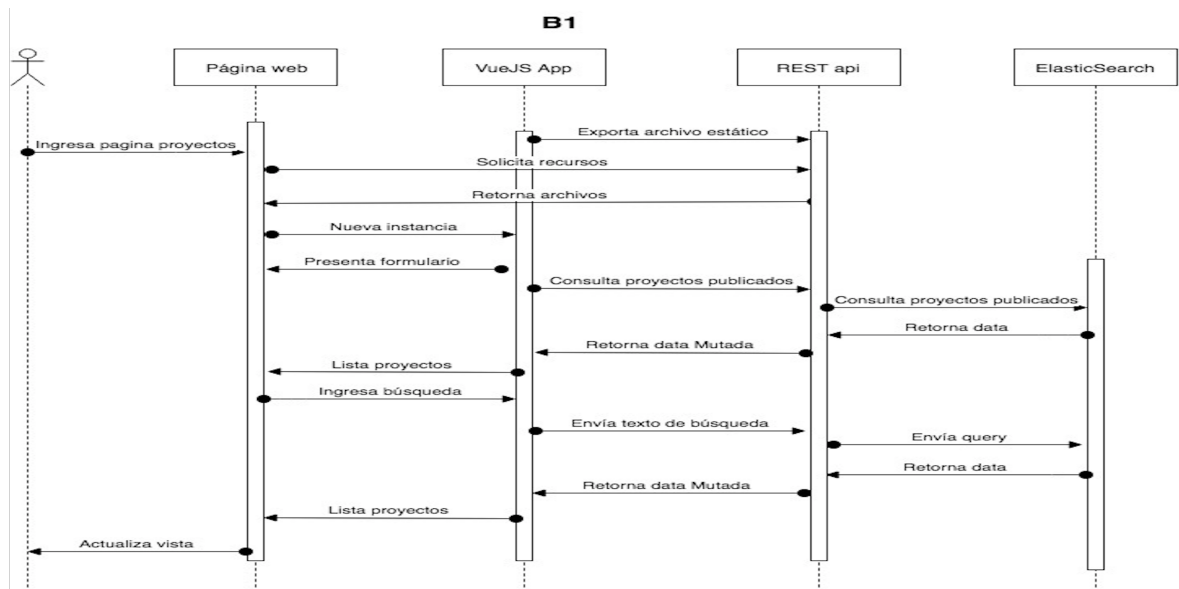 B1
Página web
VueJS App
REST api
ElasticSearch
Exporta archivo estático
Ingresa pagina proyectos
Solicita recursos
Retorna archivos
Nueva instancia
Presenta formulario
Consulta proyectos publicados
Consulta proyectos publicados
Retorna data
Retorna data Mutada
Lista proyectos
Ingresa búsqueda
Envía texto de búsqueda
Envía query
Retorna data
Retorna data Mutada
Lista proyectos
Actualiza vista